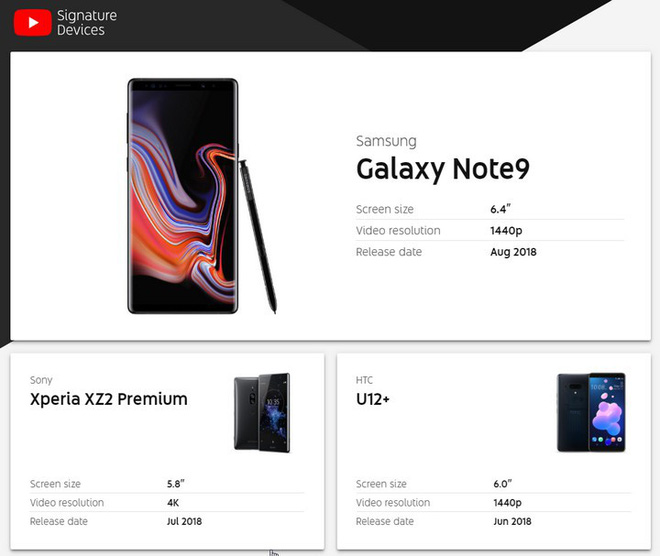 Signature
Devices
Samsung
Galaxy Note9
Screen size 6.4"
Video resolution 1440p
Release date Aug 2018
Sony
Xperia XZ2 Premium
Screen size 5.8"
Video resolution 4K
Release date Jul 2018
HTC
U12+
Screen size 6.0"
Video resolution 1440p
Release date Jun 2018